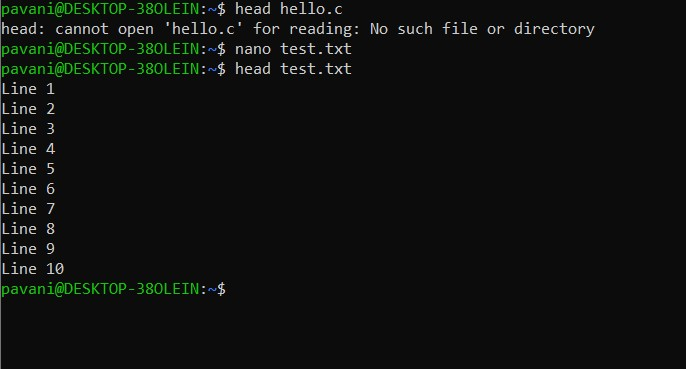 pavani@DESKTOP-38OLEIN:~$ head hello.c
head: cannot open 'hello.c' for reading: No such file or directory
pavani@DESKTOP-38OLEIN:~$ nano test.txt
pavani@DESKTOP-38OLEIN:~$ head test.txt
Line 1
Line 2
Line 3
Line 4
Line 5
Line 6
Line 7
Line 8
Line 9
Line 10
pavani@DESKTOP-38OLEIN:~$